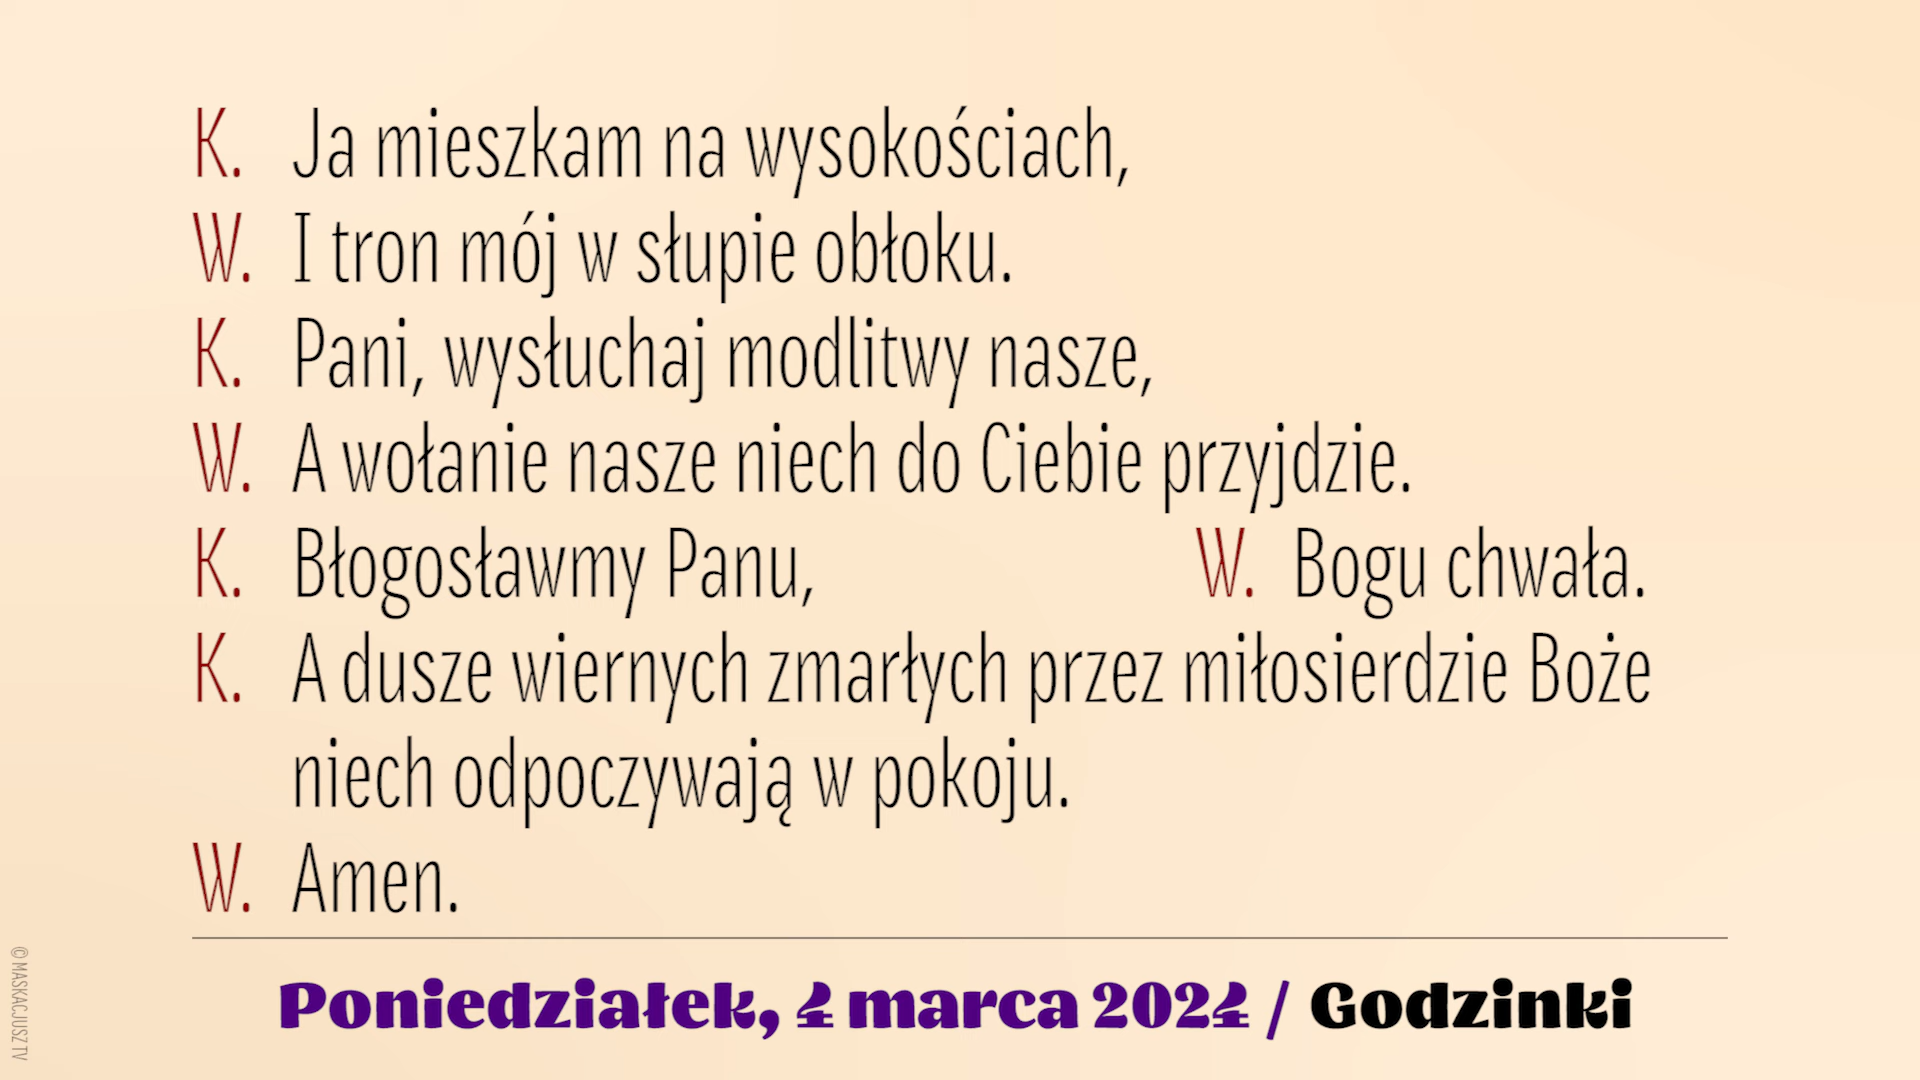 K. Ja mieszkam na wysokościach,
W. I tron mój w słupie obłoku.
K. Pani, wysłuchaj modlitwy nasze,
W. A wołanie nasze niech do Ciebie przyjdzie.
K. Błogosławmy Panu, W. Bogu chwała.
K. A dusze wiernych zmarłych przez miłosierdzie Boże
niech odpoczywają w pokoju.
W. Amen.
Poniedziałek, 4 marca 2024 / Godzinki
© MASKACJUSZ TV